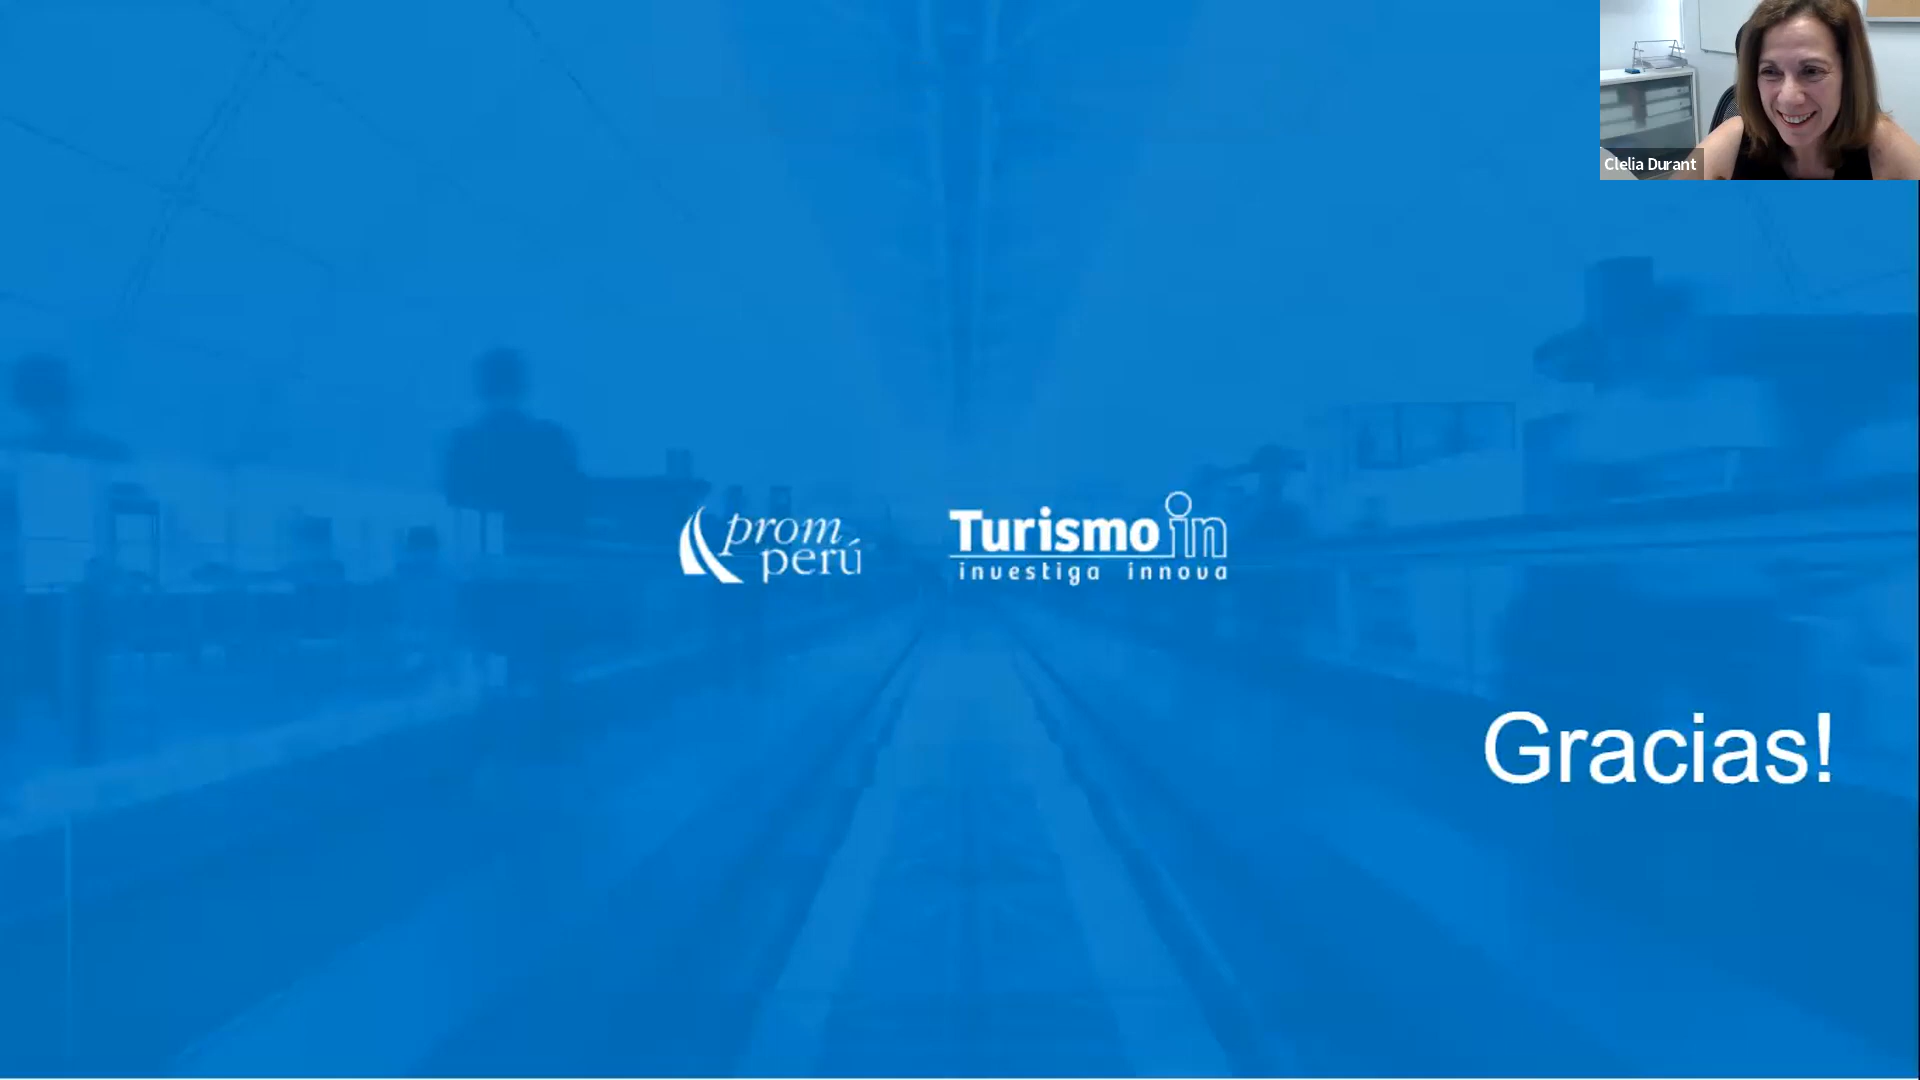 Clelia Durant
prom
perú
Turismo in
investiga innova
Gracias!